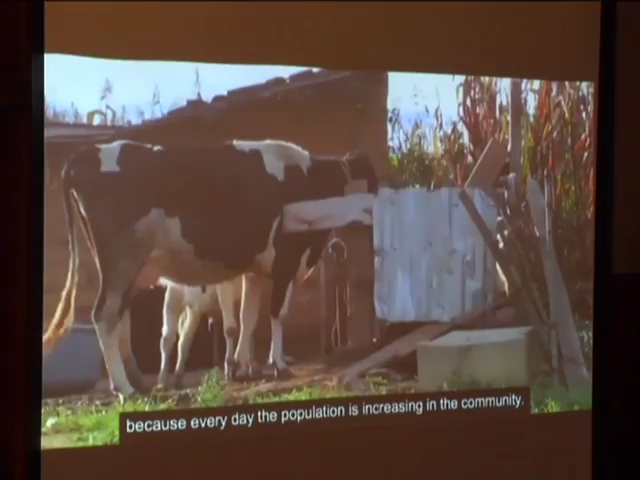 because every day the population is increasing in the community.